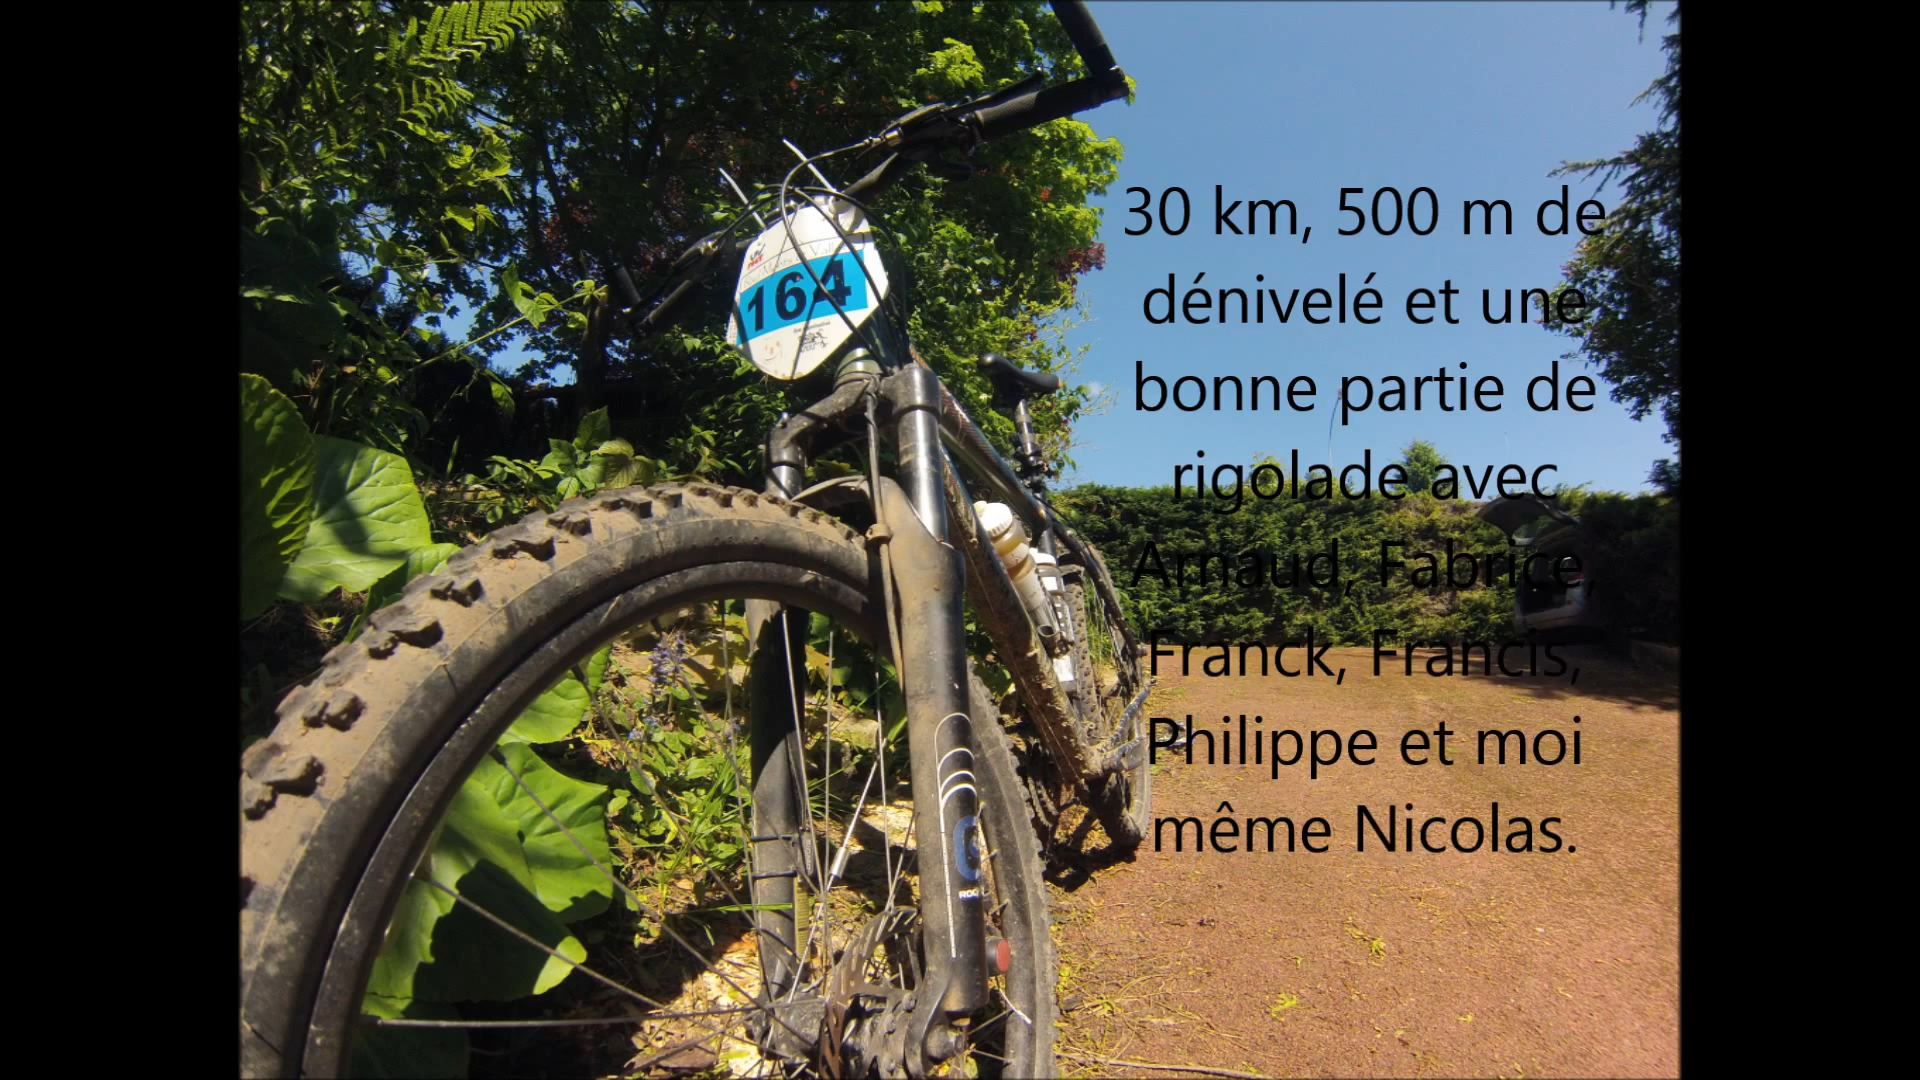 164
30 km, 500 m de
dénivelé et une
bonne partie de
rigolade avec
Arnaud, Fabrice,
Franck, Francis,
Philippe et moi
même Nicolas.